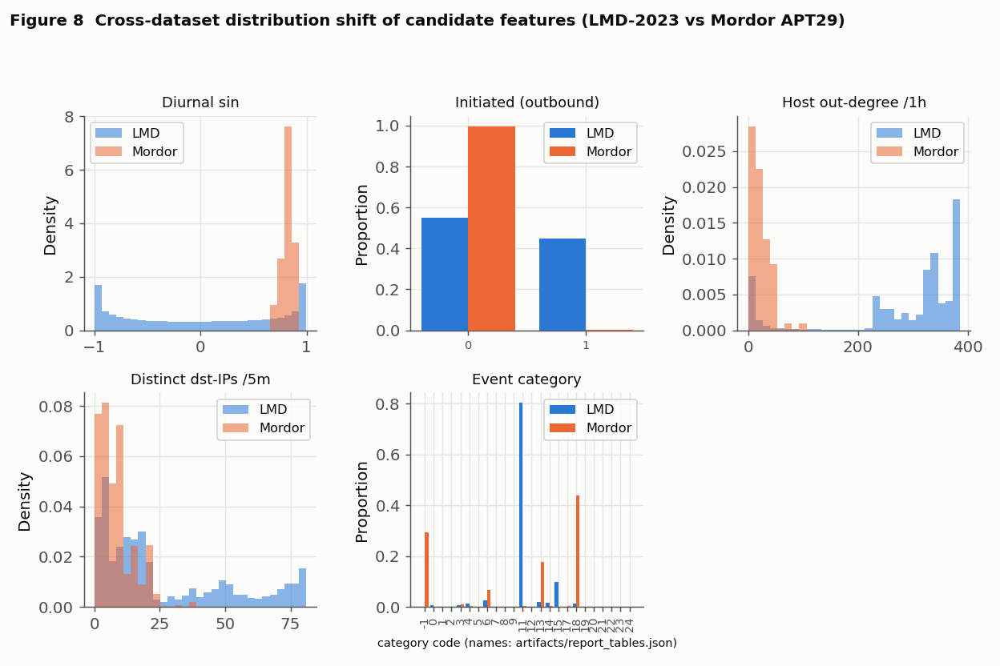 Figure 8  Cross-dataset distribution shift of candidate features (LMD-2023 vs Mordor APT29)
Diurnal sin
8
6
4
2
0
Density
LMD
Mordor
−1
0
1
Initiated (outbound)
1.0
0.8
0.6
0.4
0.2
0.0
Proportion
LMD
Mordor
0
1
Host out-degree /1h
0.025
0.020
0.015
0.010
0.005
0.000
Density
LMD
Mordor
0
200
400
Distinct dst-IPs /5m
0.08
0.06
0.04
0.02
0.00
Density
LMD
Mordor
0
25
50
75
Event category
0.8
0.6
0.4
0.2
0.0
Proportion
LMD
Mordor
-1
0
1
2
3
4
5
6
7
8
9
11
12
13
14
15
17
18
19
20
21
22
23
24
category code (names: artifacts/report_tables.json)